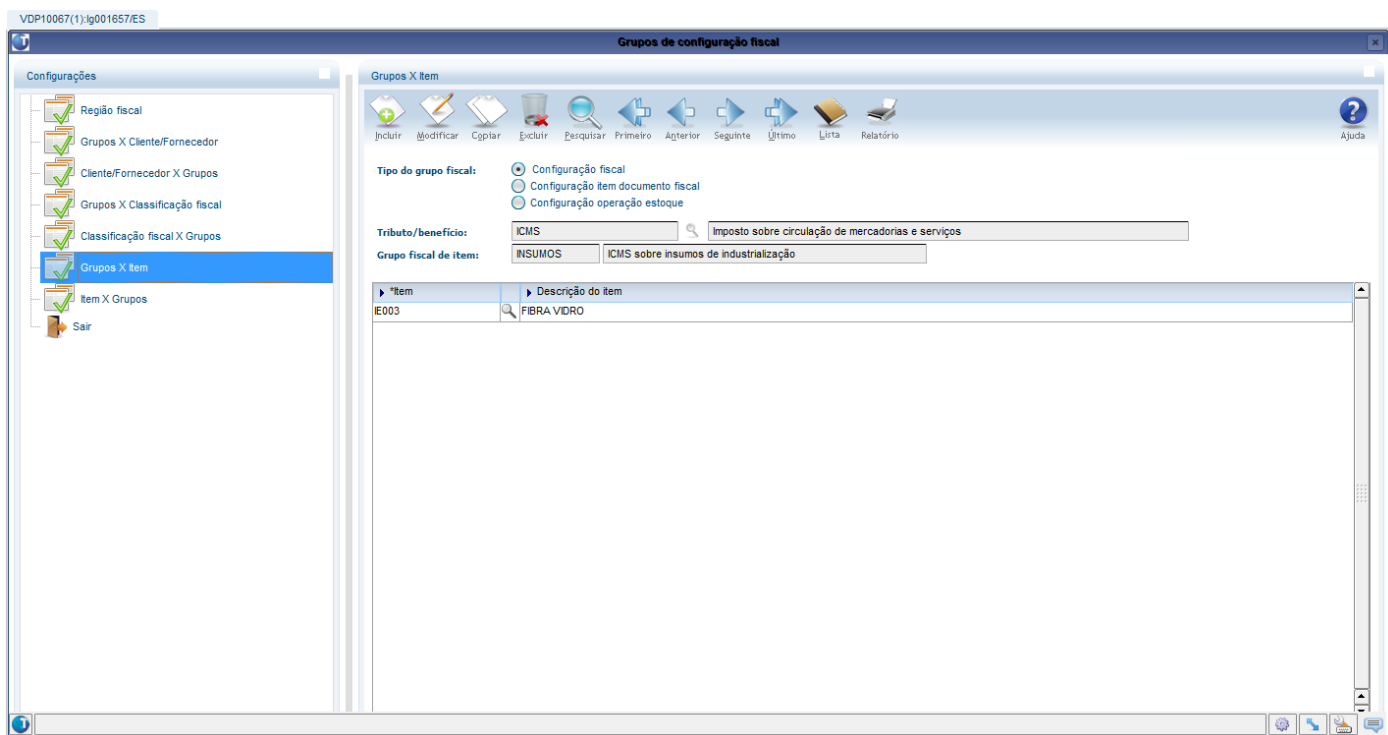 VDP10067(1):lg001657/ES
Grupos de configuração fiscal
Configurações
Região fiscal
Grupos X Cliente/Fornecedor
Cliente/Fornecedor X Grupos
Grupos X Classificação fiscal
Classificação fiscal X Grupos
Grupos X Item
Item X Grupos
Sair
Grupos X Item
Incluir Modificar Copiar Excluir Pesquisar Primeiro Anterior Seguinte Último Lista Relatório Ajuda
Tipo do grupo fiscal: Configuração fiscal
Configuração item documento fiscal
Configuração operação estoque
Tributo/benefício: ICMS Imposto sobre circulação de mercadorias e serviços
Grupo fiscal de item: INSUMOS ICMS sobre insumos de industrialização
*Item Descrição do item
IE003 FIBRA VIDRO